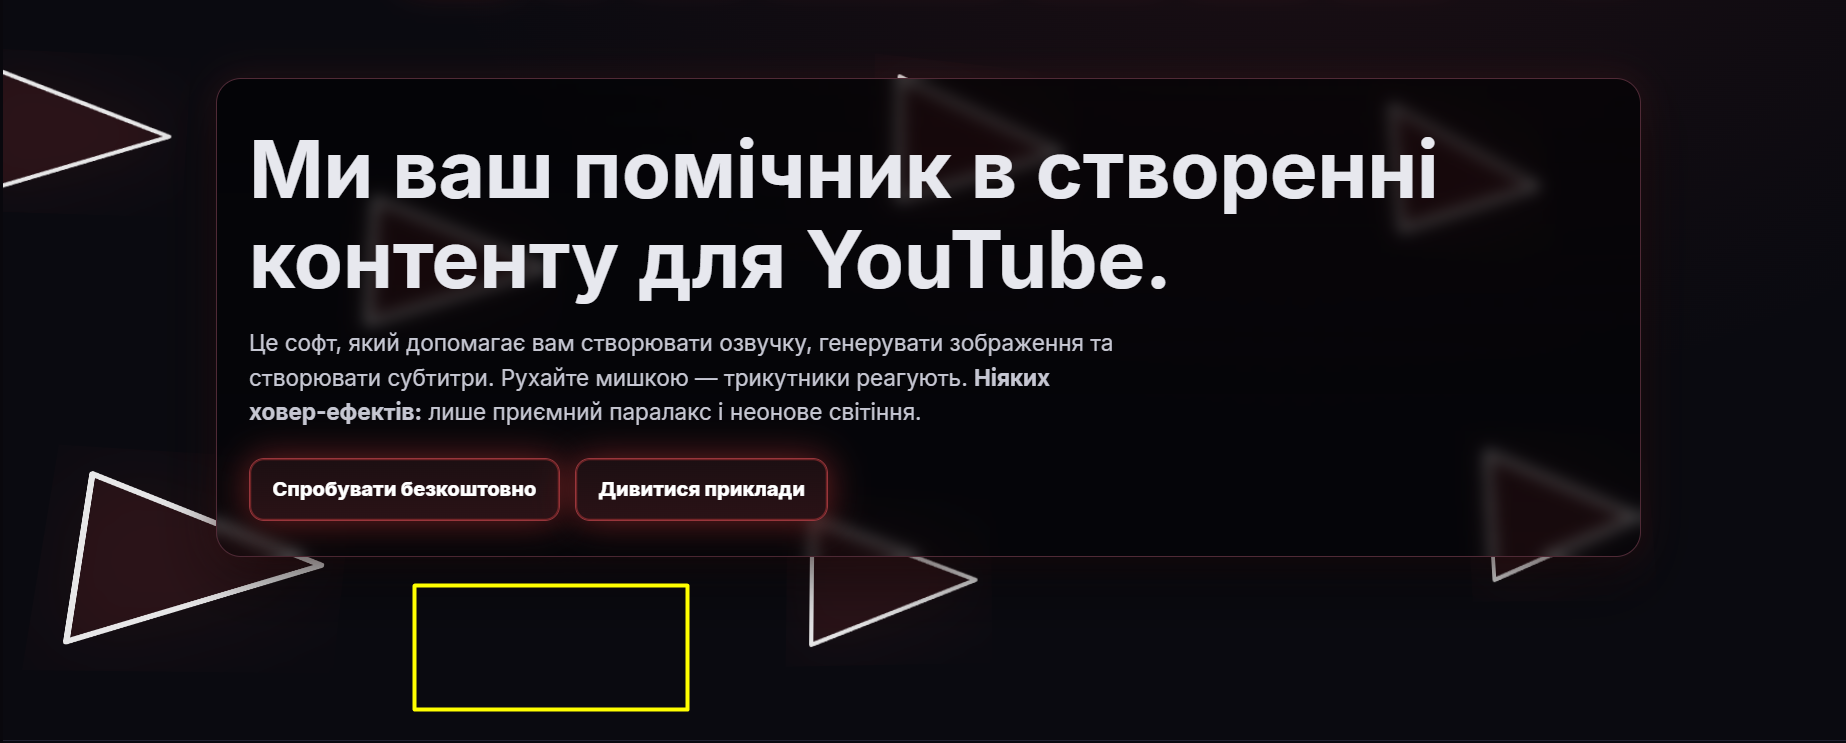 Ми ваш помічник в створенні
контенту для YouTube.
Це софт, який допомагає вам створювати озвучку, генерувати зображення та
створювати субтитри. Рухайте мишкою — трикутники реагують. Ніяких
ховер-ефектів: лише приємний паралакс і неонове світіння.
Спробувати безкоштовно
Дивитися приклади